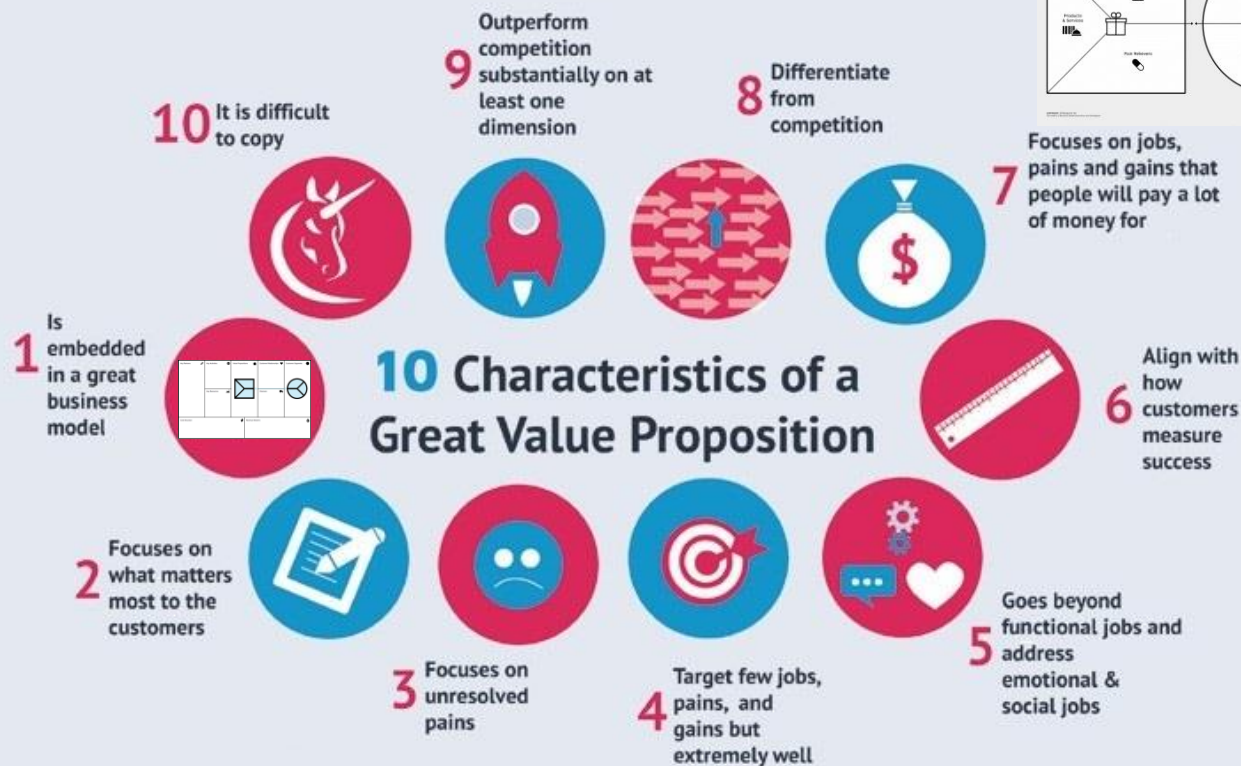 10 Characteristics of a
Great Value Proposition
1
Is
embedded
in a great
business
model
2
Focuses on
what matters
most to the
customers
3
Focuses on
unresolved
pains
4
Target few jobs,
pains, and
gains but
extremely well
5
Goes beyond
functional jobs and
address
emotional &
social jobs
6
Align with
how
customers
measure
success
7
Focuses on jobs,
pains and gains that
people will pay a lot
of money for
8
Differentiate
from
competition
9
Outperform
competition
substantially on at
least one
dimension
10
It is difficult
to copy
$
Products
& Services
Pain Relievers